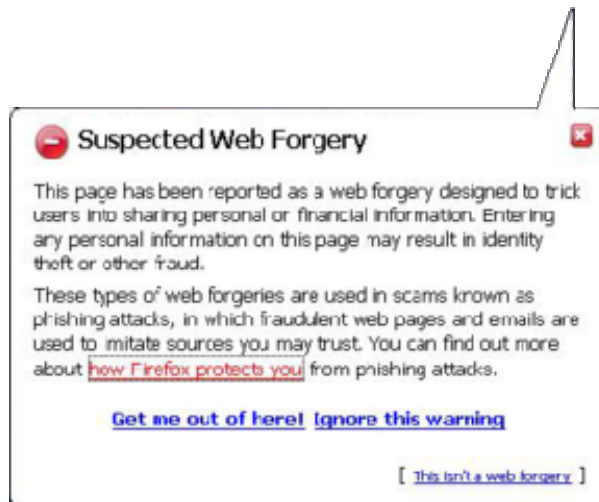 Suspected Web Forgery
This page has been reported as a web forgery designed to trick
users into sharing personal or financial information. Entering
any personal information on this page may result in identity
theft or other fraud.
These types of web forgeries are used in scams known as
phishing attacks, in which fraudulent web pages and emails are
used to imitate sources you may trust. You can find out more
about how Firefox protects you from phishing attacks.
Get me out of here! Ignore this warning
[ This isn't a web forgery ]